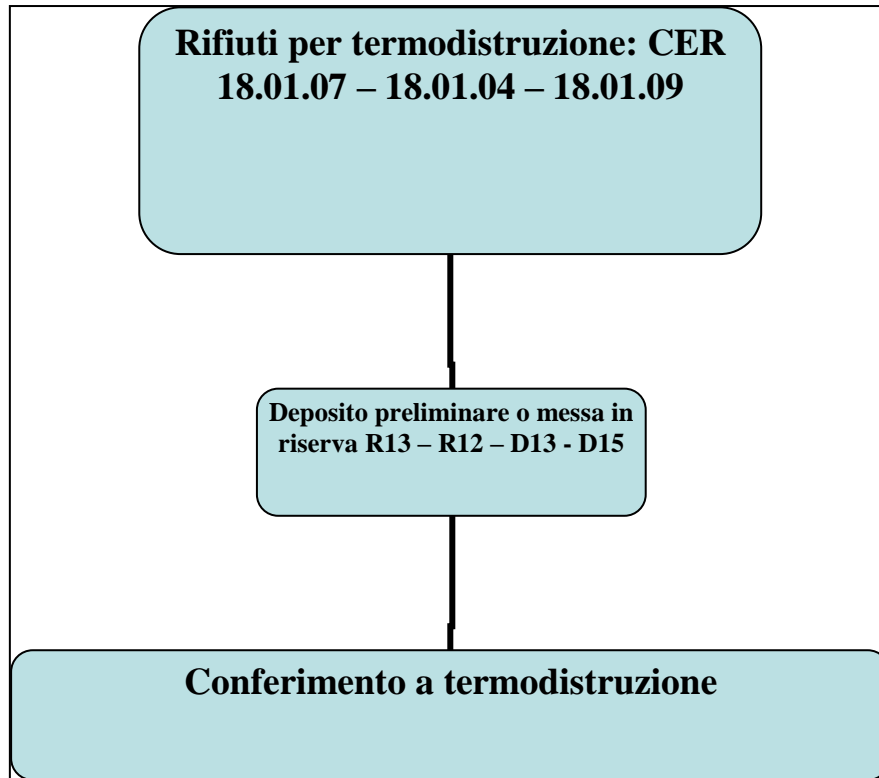 Rifiuti per termodistruzione: CER
18.01.07 – 18.01.04 – 18.01.09
Deposito preliminare o messa in
riserva R13 – R12 – D13 - D15
Conferimento a termodistruzione